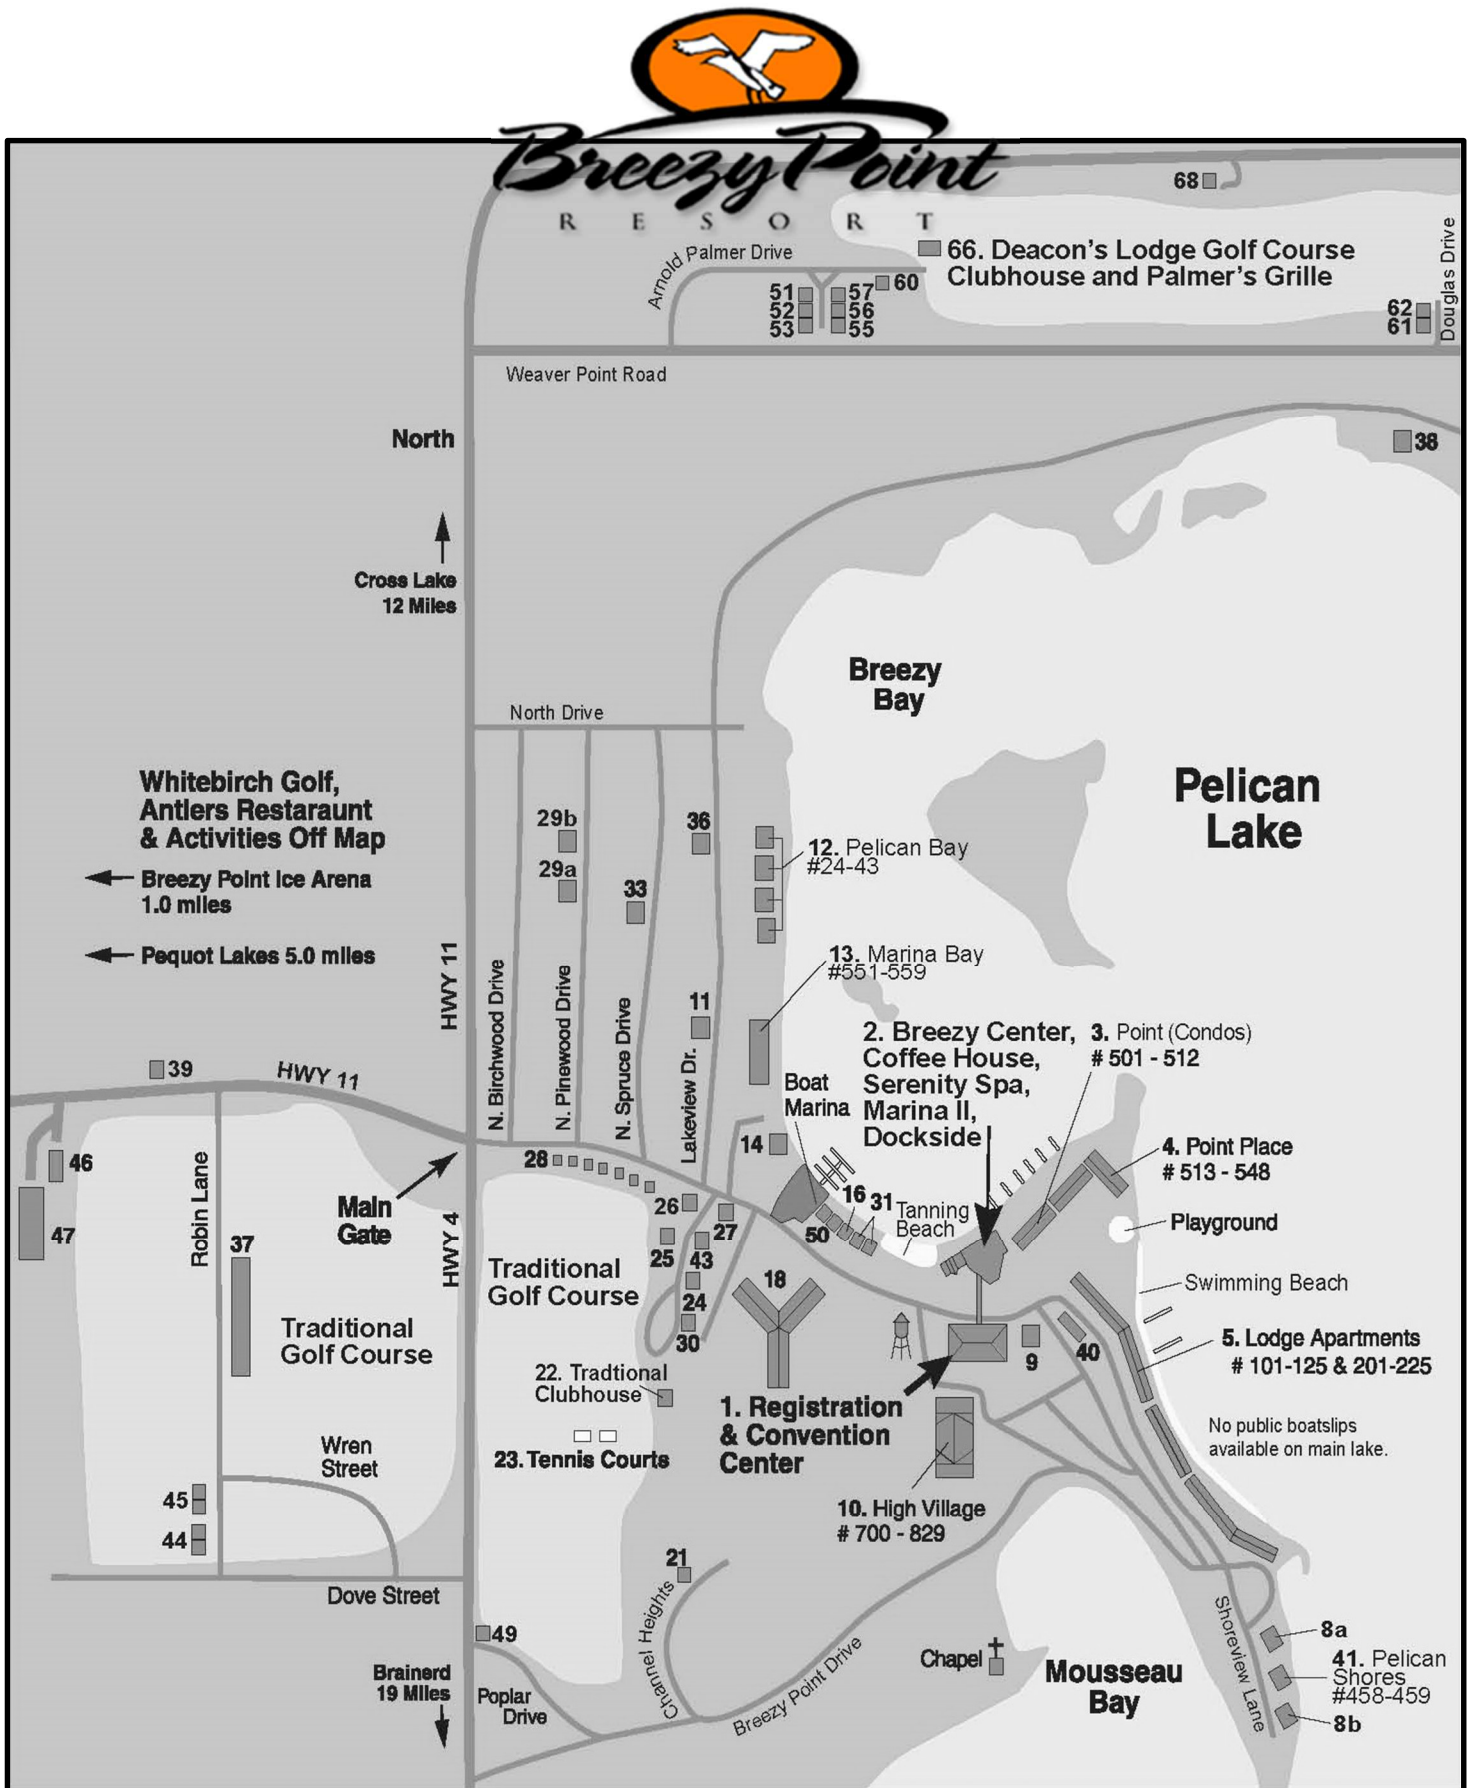 Breezy Point
RESORT
68
Arnold Palmer Drive
66. Deacon's Lodge Golf Course
Clubhouse and Palmer's Grille
Douglas Drive
60
51
52
53
57
56
55
62
61
Weaver Point Road
North
38
Cross Lake
12 Miles
Breezy
Bay
North Drive
Pelican
Lake
Whitebirch Golf,
Antlers Restaraunt
& Activities Off Map
Breezy Point Ice Arena
1.0 miles
Pequot Lakes 5.0 miles
29b
29a
33
36
12. Pelican Bay
#24-43
13. Marina Bay
#551-559
HWY 11
N. Birchwood Drive
N. Pinewood Drive
N. Spruce Drive
Lakeview Dr.
11
2. Breezy Center,
Coffee House,
Serenity Spa,
Marina II,
Dockside
3. Point (Condos)
# 501 - 512
39
HWY 11
Boat
Marina
14
4. Point Place
# 513 - 548
46
47
Robin Lane
37
Main
Gate
HWY 4
28
26
27
25
43
24
30
50
16
31
Tanning
Beach
Playground
Traditional
Golf Course
Traditional
Golf Course
18
Swimming Beach
22. Tradtional
Clubhouse
9
40
5. Lodge Apartments
# 101-125 & 201-225
1. Registration
& Convention
Center
No public boatslips
available on main lake.
23. Tennis Courts
Wren
Street
45
44
10. High Village
# 700 - 829
21
Channel Heights
Dove Street
49
Brainerd
19 Miles
Poplar
Drive
Breezy Point Drive
Chapel
Mousseau
Bay
Shoreview Lane
8a
41. Pelican
Shores
#458-459
8b